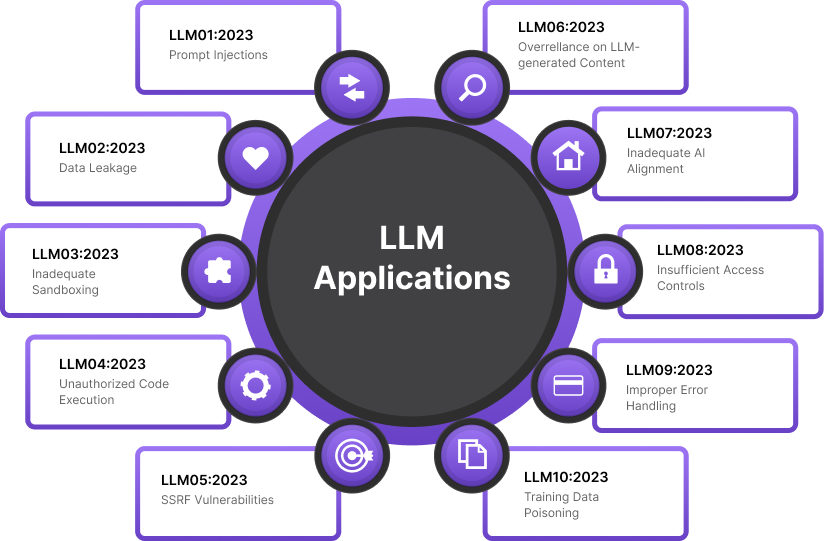 LLM01:2023
Prompt Injections
LLM02:2023
Data Leakage
LLM03:2023
Inadequate
Sandboxing
LLM04:2023
Unauthorized Code
Execution
LLM05:2023
SSRF Vulnerabilities
LLM
Applications
LLM06:2023
Overrellance on LLM-
generated Content
LLM07:2023
Inadequate AI
Alignment
LLM08:2023
Insufficient Access
Controls
LLM09:2023
Improper Error
Handling
LLM10:2023
Training Data
Poisoning